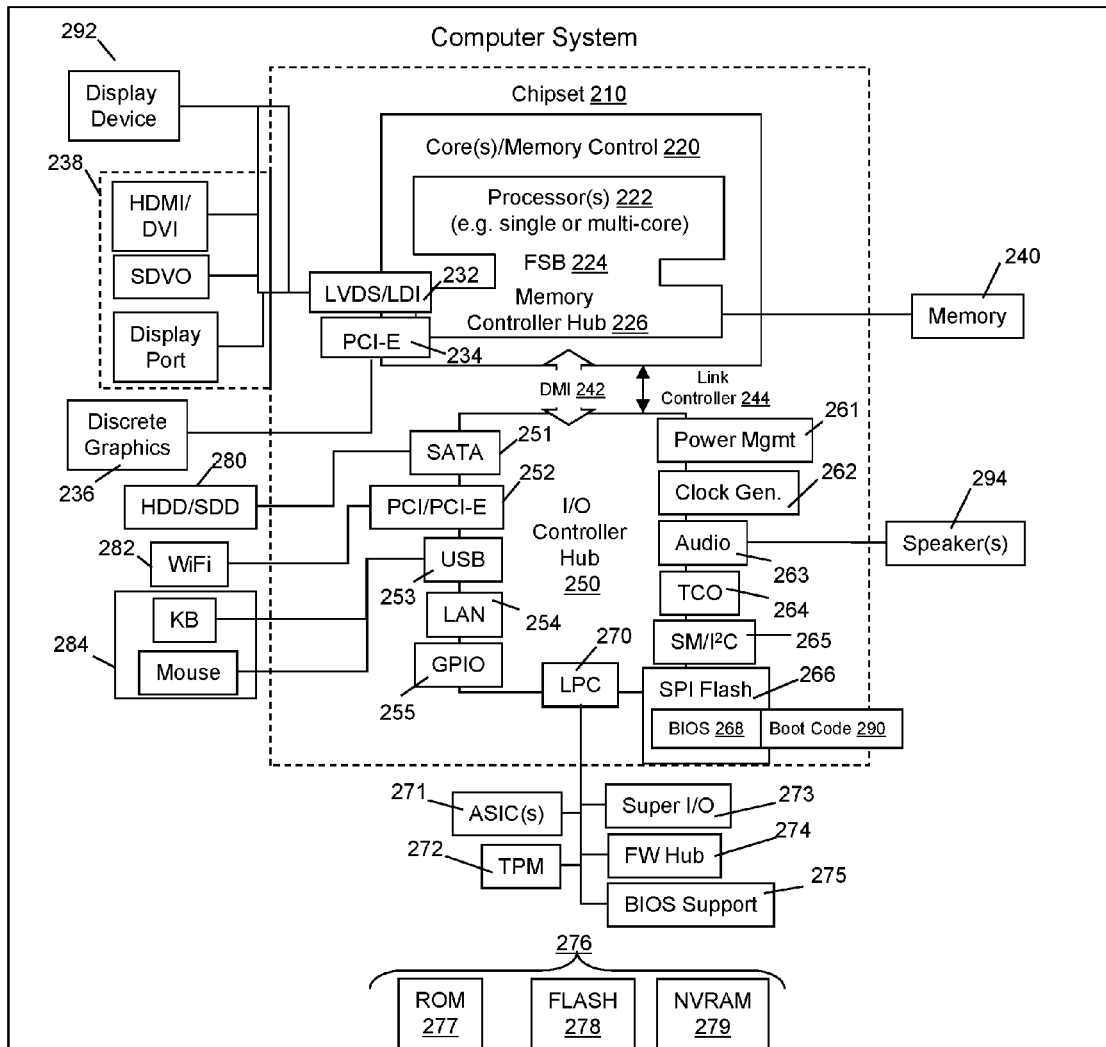 Computer System
292
Display
Device
Chipset 210
Core(s)/Memory Control 220
238
HDMI/
DVI
SDVO
Display
Port
Processor(s) 222
(e.g. single or multi-core)
FSB 224
232
LVDS/LDI
Memory
Controller Hub 226
PCI-E
234
240
Memory
DMI 242
Link
Controller 244
Discrete
Graphics
236
SATA
251
261
Power Mgmt
280
HDD/SDD
252
PCI/PCI-E
262
Clock Gen.
294
I/O
Controller
Hub
250
282
WiFi
USB
253
Audio
263
Speaker(s)
284
KB
Mouse
LAN
254
TCO
264
GPIO
255
SM/I²C
265
270
LPC
SPI Flash
266
BIOS 268
Boot Code 290
271
ASIC(s)
Super I/O
273
272
TPM
FW Hub
274
275
BIOS Support
276
ROM
277
FLASH
278
NVRAM
279